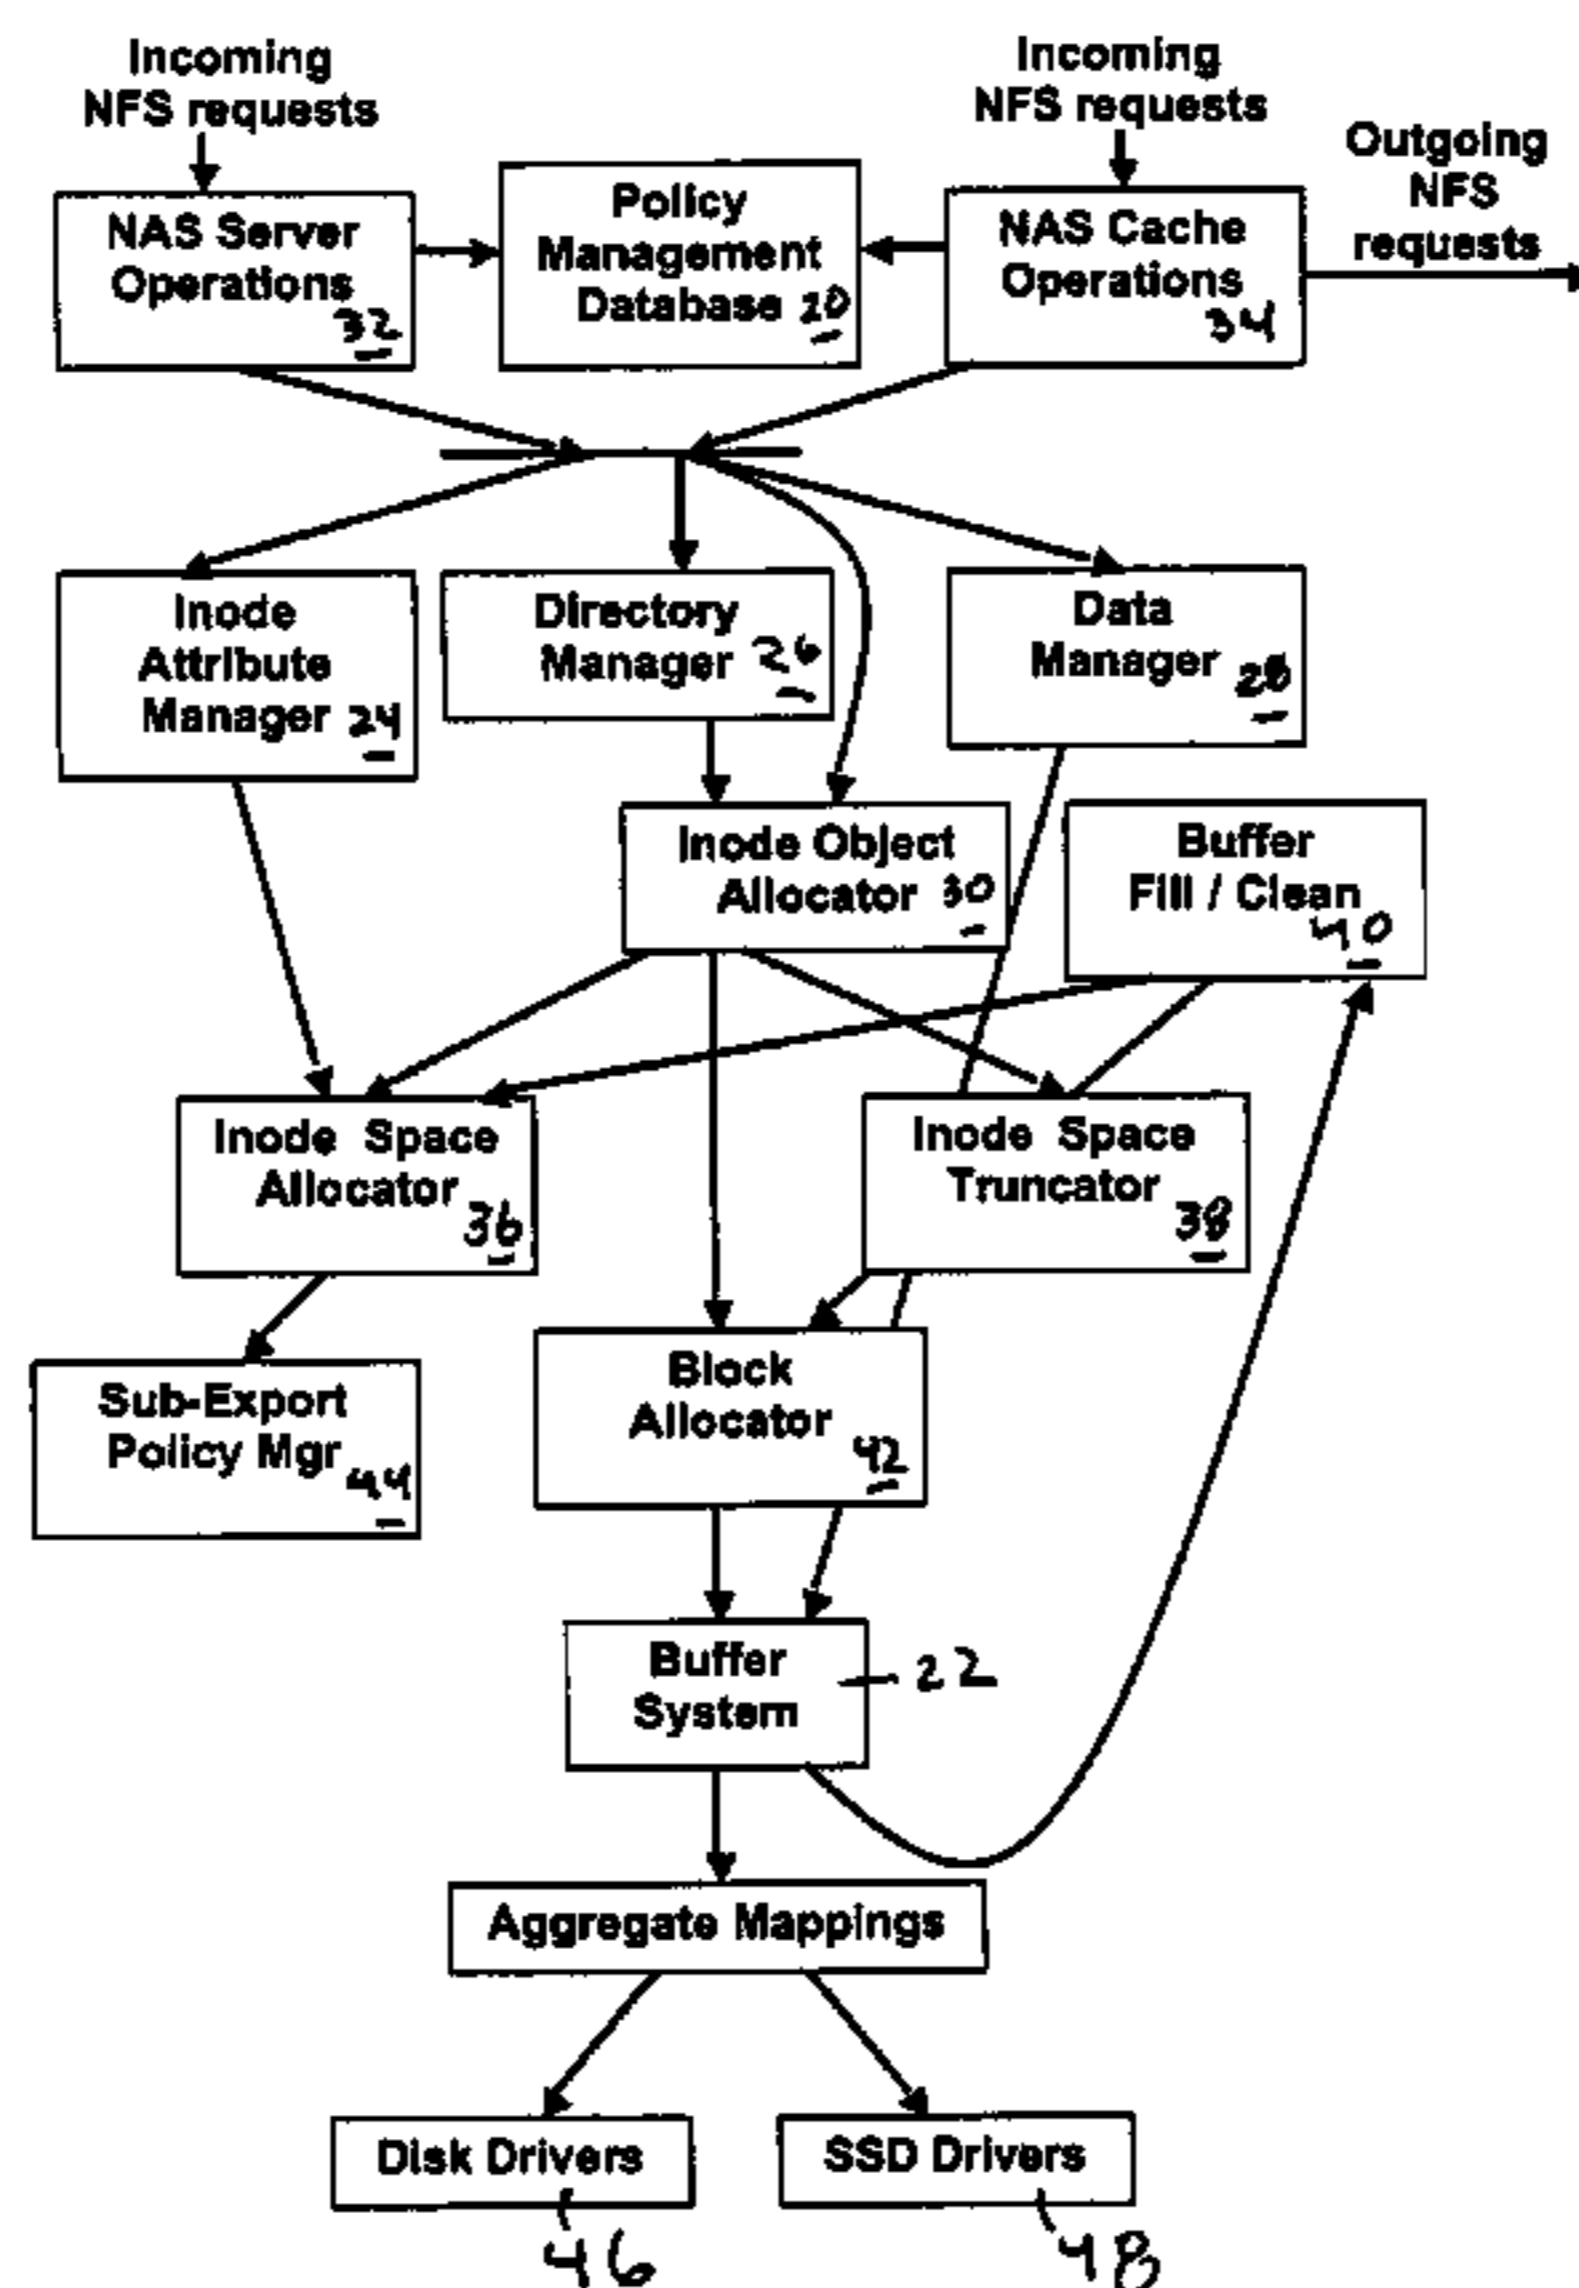 Incoming
NFS requests
Incoming
NFS requests
Outgoing
NFS
requests
NAS Server
Operations
32
Policy
Management
Database 20
NAS Cache
Operations
34
Inode
Attribute
Manager 24
Directory
Manager 26
Data
Manager 28
Inode Object
Allocator 30
Buffer
Fill / Clean
40
Inode Space
Allocator
36
Inode Space
Truncator
38
Sub-Export
Policy Mgr
44
Block
Allocator
42
Buffer
System
22
Aggregate Mappings
Disk Drivers
SSD Drivers
46
48